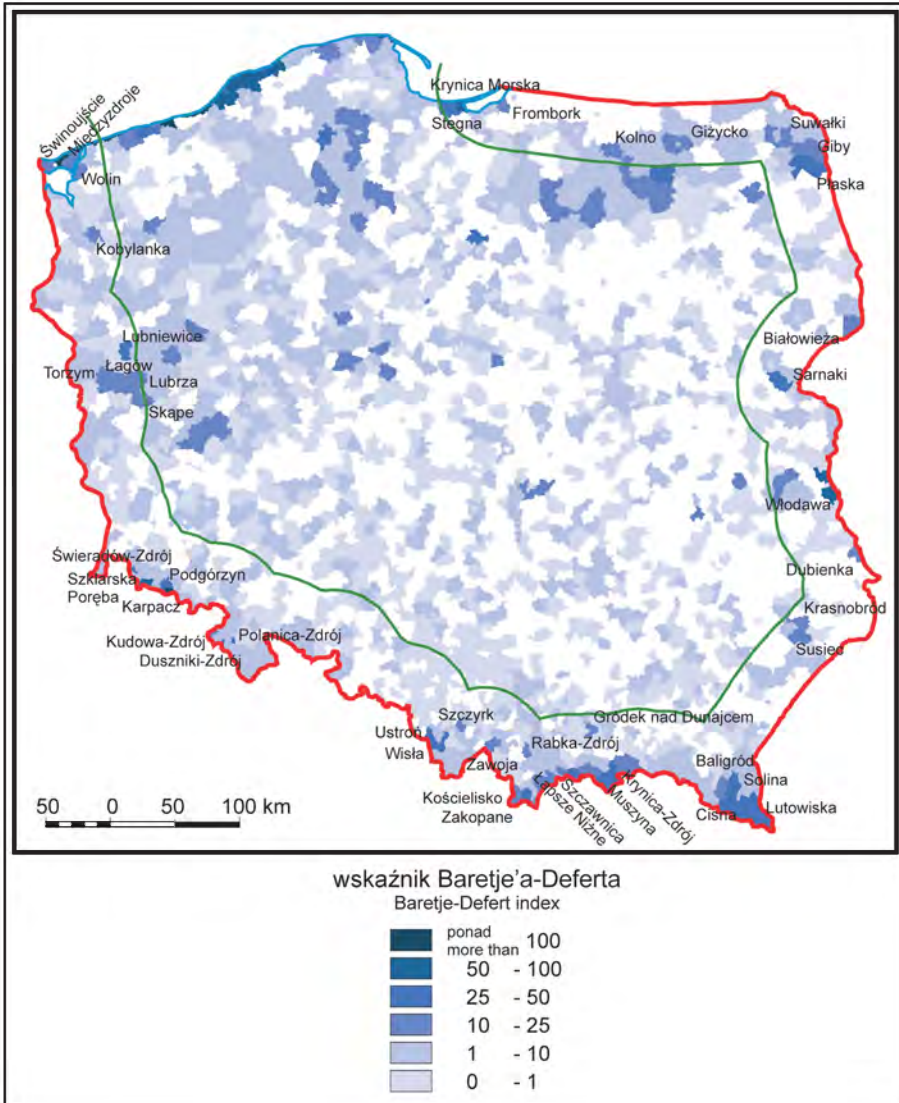 Krynica Morska
Stegna
Frombork
Kolno
Giżycko
Suwałki
Giby
Płaska
Świnoujście
Międzyzdroje
Wolin
Kobylanka
Lubniewice
Torzym
Łagów
Lubrza
Skąpe
Białowieża
Sarnaki
Włodawa
Dubienka
Krasnobród
Susiec
Świeradów-Zdrój
Szklarska
Poręba
Podgórzyn
Karpacz
Kudowa-Zdrój
Polanica-Zdrój
Duszniki-Zdrój
Szczyrk
Ustroń
Wisła
Zawoja
Rabka-Zdrój
Gródek nad Dunajcem
Kościelisko
Zakopane
Łapsze Niżne
Szczawnica
Muszyna
Krynica-Zdrój
Baligród
Solina
Cisna
Lutowiska
50 0 50 100 km
wskaźnik Baretje'a-Deferta
Baretje-Defert index
ponad
more than 100
50 - 100
25 - 50
10 - 25
1 - 10
0 - 1